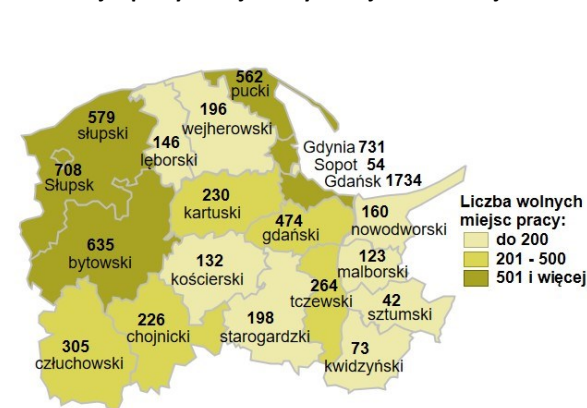 562
pucki
579
słupski
196
wejherowski
146
lęborski
Gdynia 731
Sopot 54
Gdańsk 1734
708
Słupsk
230
kartuski
474
gdański
160
nowodworski
Liczba wolnych
miejsc pracy:
do 200
201 - 500
501 i więcej
635
bytowski
132
kościerski
123
malborski
264
tczewski
42
sztumski
305
człuchowski
226
chojnicki
198
starogardzki
73
kwidzyński